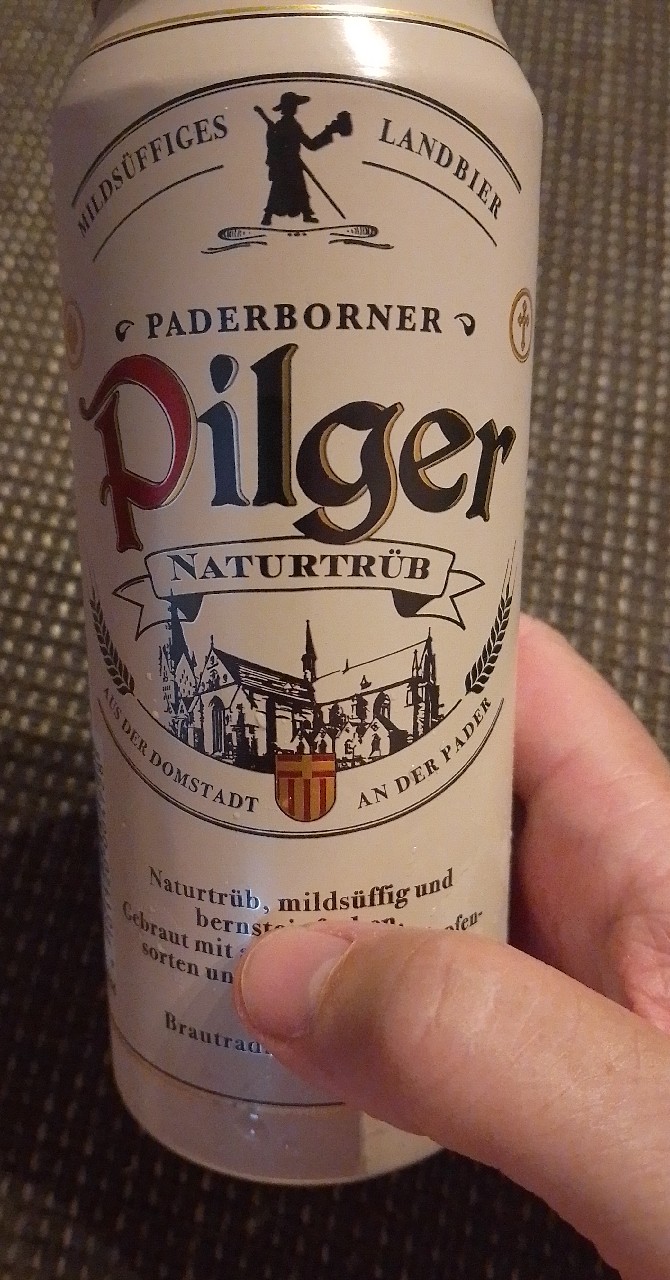 MILDSÜFFIGES LANDBIER
PADERBORNER
Pilger
NATURTRÜB
AUS DER DOMSTADT AN DER PADER
Naturtrüb, mildsüffig und
Gebraut mit
sorten